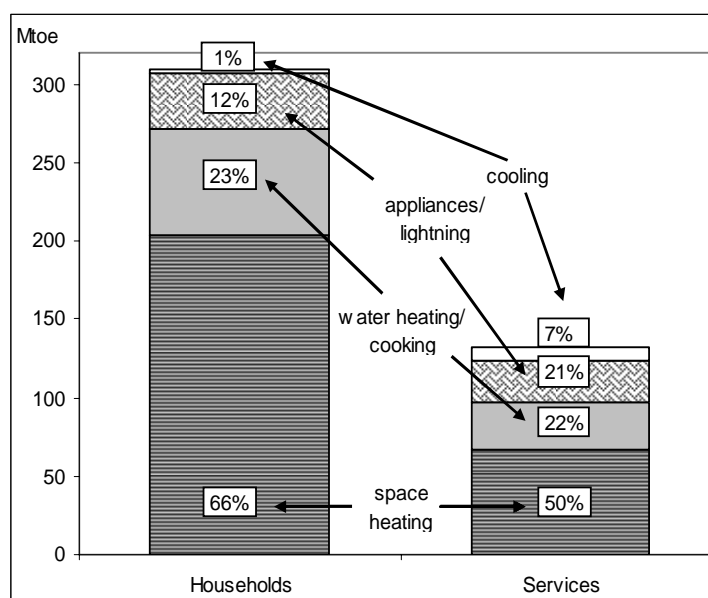 Mtoe
300
250
200
150
100
50
0
1%
12%
23%
66%
cooling
appliances/
lightning
water heating/
cooking
space
heating
7%
21%
22%
50%
Households
Services